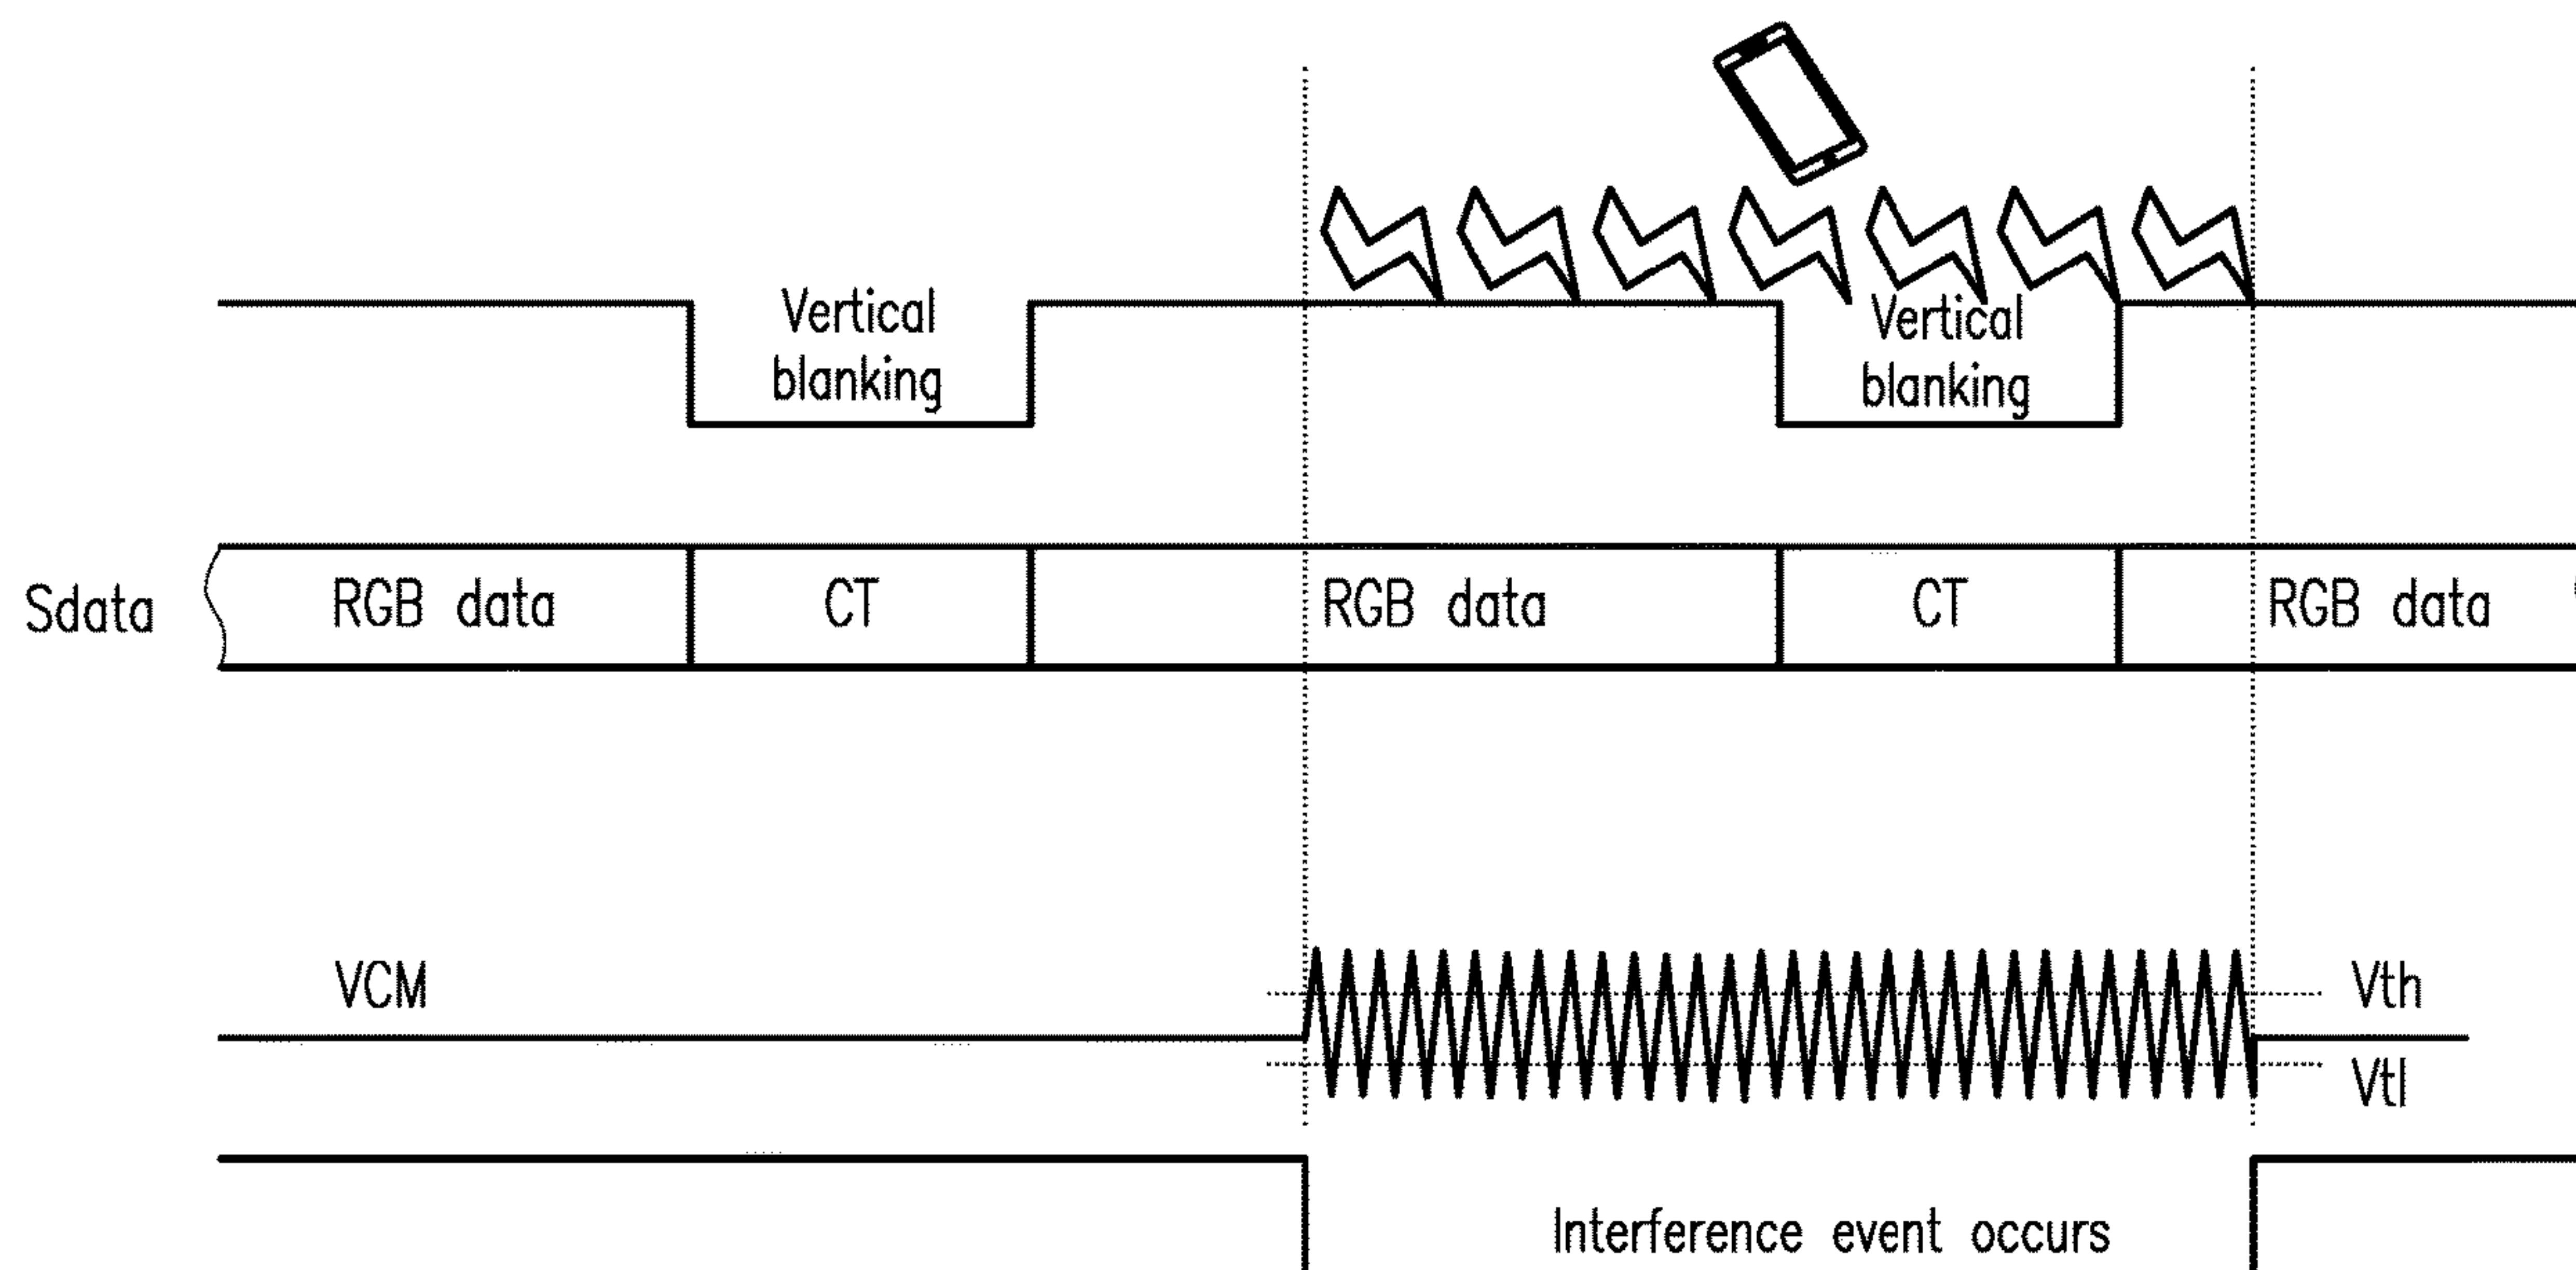 Vertical
blanking
Vertical
blanking
Sdata
RGB data
CT
RGB data
CT
RGB data
VCM
Vth
Vtl
Interference event occurs